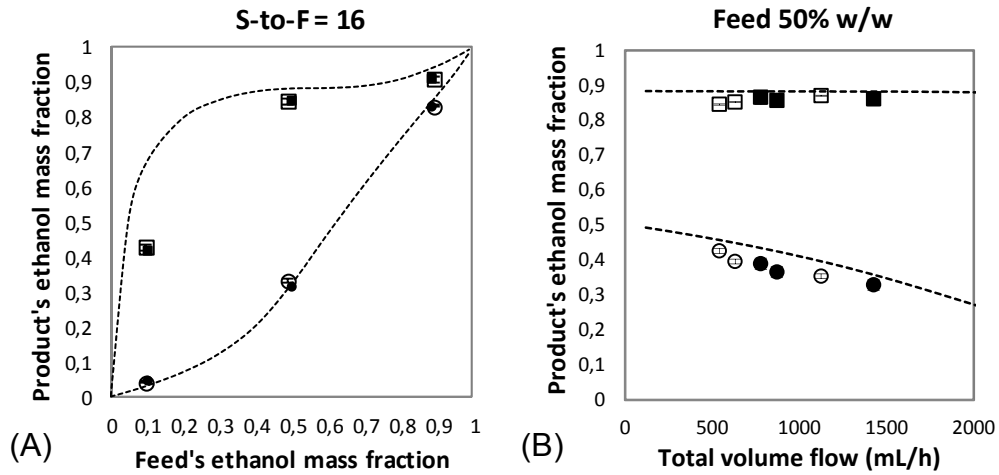 S-to-F = 16
Product's ethanol mass fraction
1
0,9
0,8
0,7
0,6
0,5
0,4
0,3
0,2
0,1
0
0 0,1 0,2 0,3 0,4 0,5 0,6 0,7 0,8 0,9 1
Feed's ethanol mass fraction
(A)
Feed 50% w/w
Product's ethanol mass fraction
1
0,9
0,8
0,7
0,6
0,5
0,4
0,3
0,2
0,1
0
0 500 1000 1500 2000
Total volume flow (mL/h)
(B)